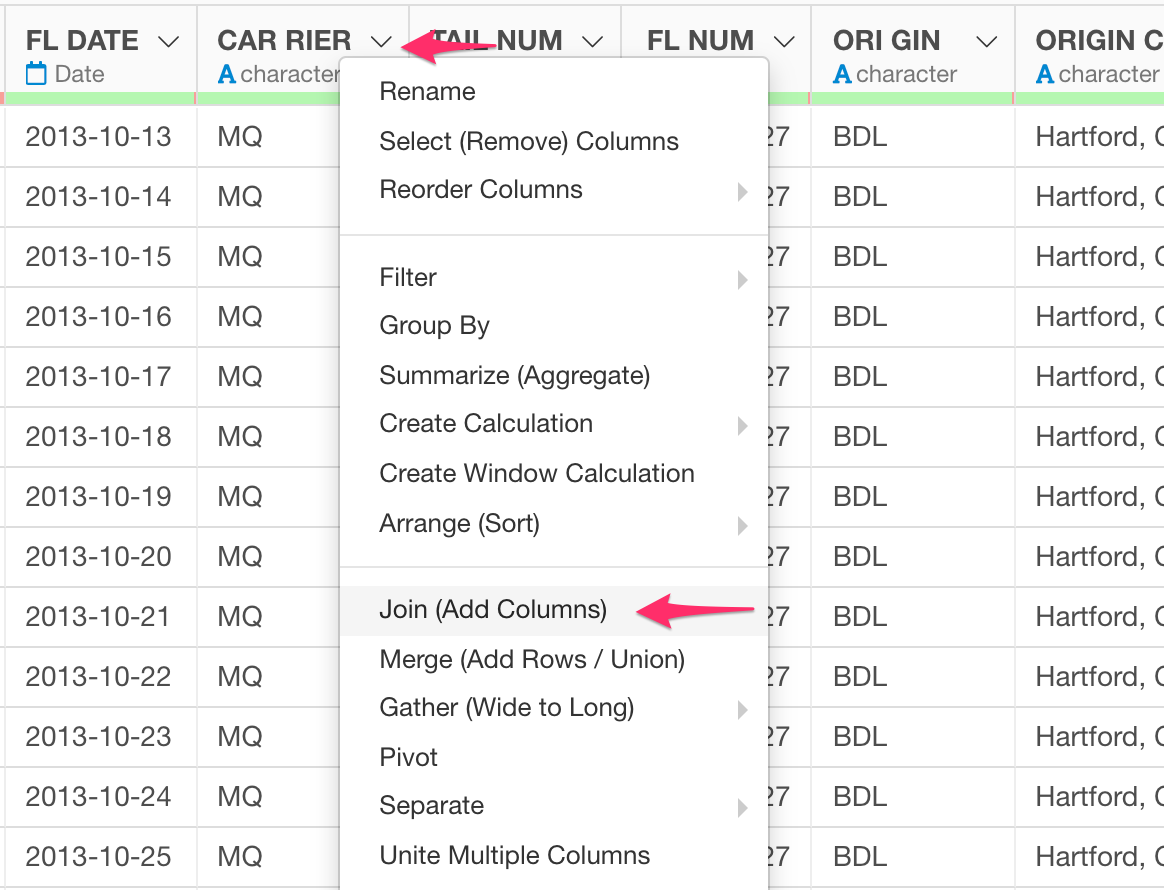 FL DATE CAR RIER TAIL NUM FL NUM ORI GIN ORIGIN C
Date A character A character A character
Rename
2013-10-13 MQ 27 BDL Hartford, C
Select (Remove) Columns
Reorder Columns
2013-10-14 MQ 27 BDL Hartford, C
2013-10-15 MQ 27 BDL Hartford, C
Filter
2013-10-16 MQ 27 BDL Hartford, C
Group By
2013-10-17 MQ 27 BDL Hartford, C
Summarize (Aggregate)
Create Calculation
2013-10-18 MQ 27 BDL Hartford, C
Create Window Calculation
2013-10-19 MQ 27 BDL Hartford, C
Arrange (Sort)
2013-10-20 MQ 27 BDL Hartford, C
Join (Add Columns)
2013-10-21 MQ 27 BDL Hartford, C
Merge (Add Rows / Union)
2013-10-22 MQ 27 BDL Hartford, C
Gather (Wide to Long)
2013-10-23 MQ 27 BDL Hartford, C
Pivot
2013-10-24 MQ 27 BDL Hartford, C
Separate
2013-10-25 MQ 27 BDL Hartford, C
Unite Multiple Columns